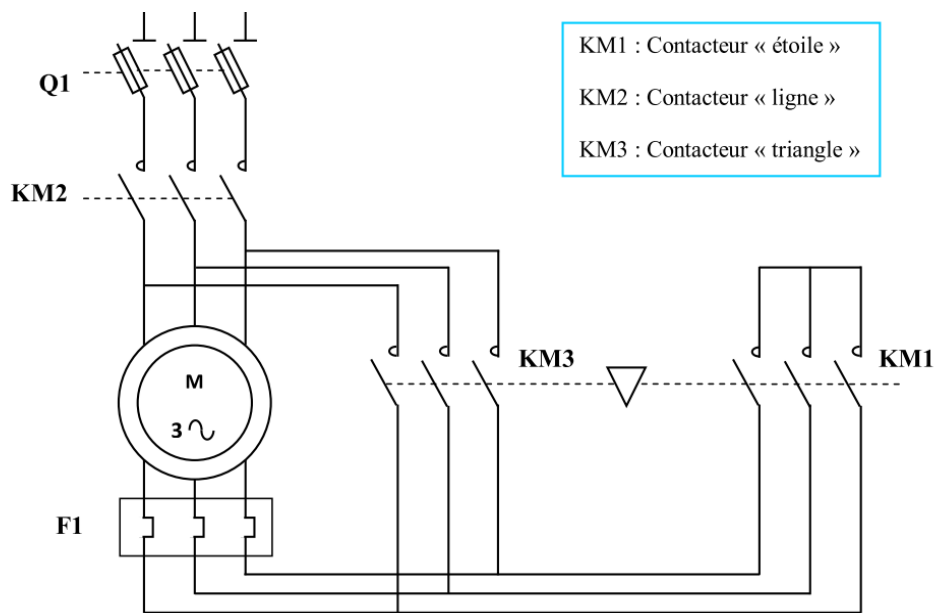 KM1 : Contacteur « étoile »
Q1
KM2 : Contacteur « ligne »
KM3 : Contacteur « triangle »
KM2
KM3
KM1
M
3
F1